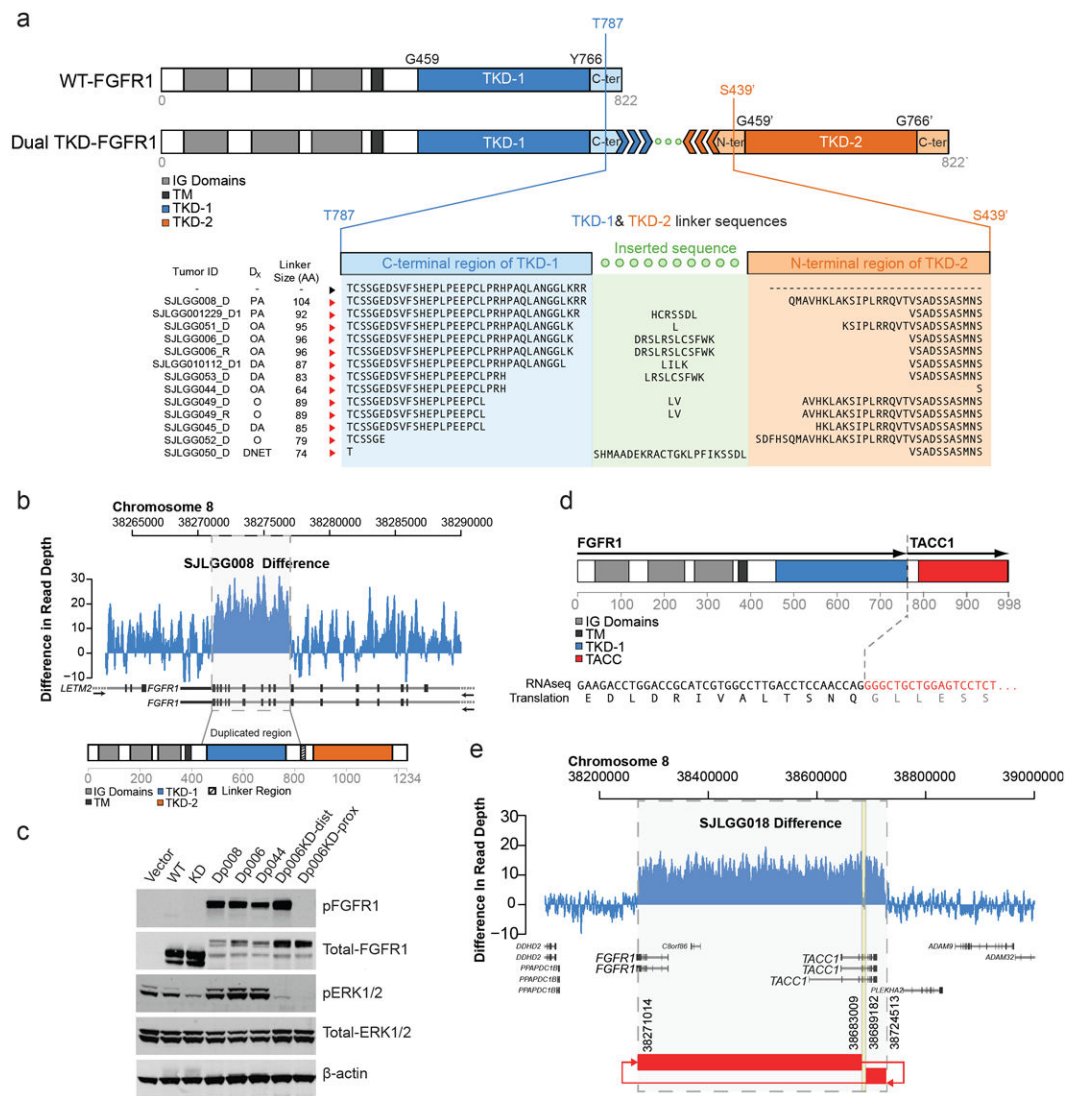 a
T787
G459
Y766
WT-FGFR1
TKD-1
C-ter
0
822
S439'
G459'
G766'
Dual TKD-FGFR1
TKD-1
C-ter
N-ter
TKD-2
C-ter
0
822'
IG Domains
TM
TKD-1
TKD-2
T787
TKD-1& TKD-2 linker sequences
S439'
Inserted sequence
Tumor ID
DX
Linker Size (AA)
C-terminal region of TKD-1
N-terminal region of TKD-2
- - - TCSSGEDSVFSHEPLPEEPCLPRHPAQLANGGLKRR ----------------------------
SJLGG008_D PA 104 TCSSGEDSVFSHEPLPEEPCLPRHPAQLANGGLKRR QMAVHKLAKSIPLRRQVTVSADSSASMNS
SJLGG001229_D1 PA 92 TCSSGEDSVFSHEPLPEEPCLPRHPAQLANGGLKR HCRSSDL VSADSSASMNS
SJLGG051_D OA 95 TCSSGEDSVFSHEPLPEEPCLPRHPAQLANGGLK L KSIPLRRQVTVSADSSASMNS
SJLGG006_D OA 96 TCSSGEDSVFSHEPLPEEPCLPRHPAQLANGGLK DRSLRSLCSFWK VSADSSASMNS
SJLGG006_R OA 96 TCSSGEDSVFSHEPLPEEPCLPRHPAQLANGGLK DRSLRSLCSFWK VSADSSASMNS
SJLGG010112_D1 DA 87 TCSSGEDSVFSHEPLPEEPCLPRHPAQLANGGL LILK VSADSSASMNS
SJLGG053_D DA 83 TCSSGEDSVFSHEPLPEEPCLPRH LRSLCSFWK VSADSSASMNS
SJLGG044_D OA 64 TCSSGEDSVFSHEPLPEEPCLPRH S
SJLGG049_D O 89 TCSSGEDSVFSHEPLPEEPCL LV AVHKLAKSIPLRRQVTVSADSSASMNS
SJLGG049_R O 89 TCSSGEDSVFSHEPLPEEPCL LV AVHKLAKSIPLRRQVTVSADSSASMNS
SJLGG045_D DA 85 TCSSGEDSVFSHEPLPEEPCL HKLAKSIPLRRQVTVSADSSASMNS
SJLGG052_D O 79 TCSSGE SDFHSQMAVHKLAKSIPLRRQVTVSADSSASMNS
SJLGG050_D DNET 74 T SHMAADEKRACTGKLPFIKSSDL VSADSSASMNS
b
Chromosome 8
38265000 38270000 38275000 38280000 38285000 38290000
SJLGG008 Difference
Difference In Read Depth
30
20
10
0
-10
LETM2
FGFR1
FGFR1
Duplicated region
0 200 400 600 800 1000 1234
IG Domains
TM
TKD-1
TKD-2
Linker Region
c
Vector
WT
KD
Dp008
Dp006
Dp044
Dp006KD-dist
Dp006KD-prox
pFGFR1
Total-FGFR1
pERK1/2
Total-ERK1/2
β-actin
d
FGFR1
TACC1
0 100 200 300 400 500 600 700 800 900 998
IG Domains
TM
TKD-1
TACC
RNAseq GAAGACCTGGACCGCATCGTGGCCTTGACCTCCAACCAGGGGCTGCTGGAGTCCTCT...
Translation E D L D R I V A L T S N Q G L L E S S
e
Chromosome 8
38200000 38400000 38600000 38800000 39000000
SJLGG018 Difference
Difference In Read Depth
30
20
10
0
-10
DDHD2
DDHD2
PPAPDC1B
PPAPDC1B
PPAPDC1B
C8orf86
FGFR1
FGFR1
TACC1
TACC1
TACC1
ADAM9
ADAM32
PLEKHA2
38271014
38683009
38689182
38724513